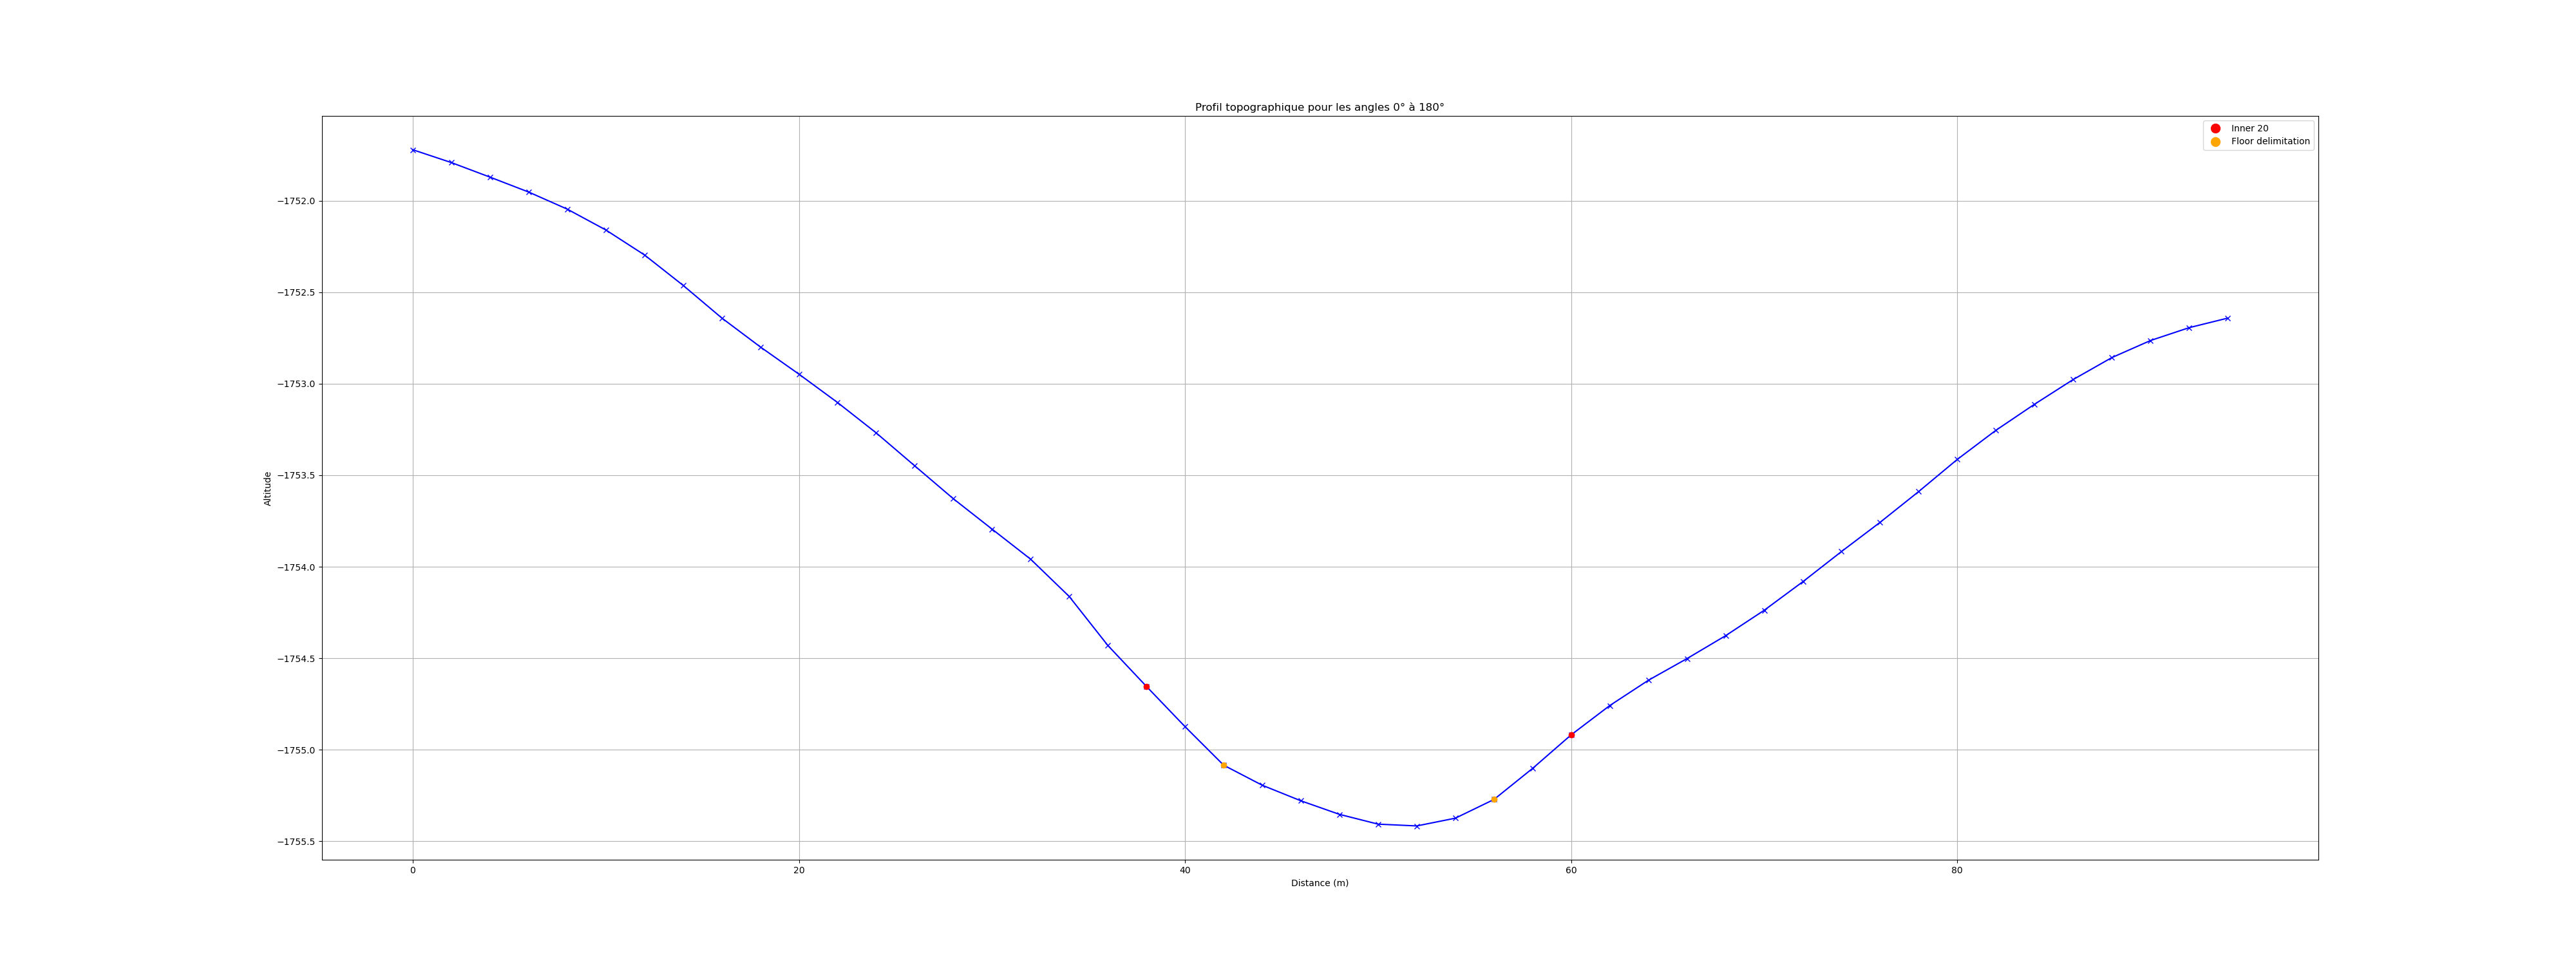 Profil topographique pour les angles 0° à 180°
Inner 20
Floor delimitation
−1752.0
−1752.5
−1753.0
−1753.5
−1754.0
−1754.5
−1755.0
−1755.5
Altitude
0 20 40 60 80
Distance (m)